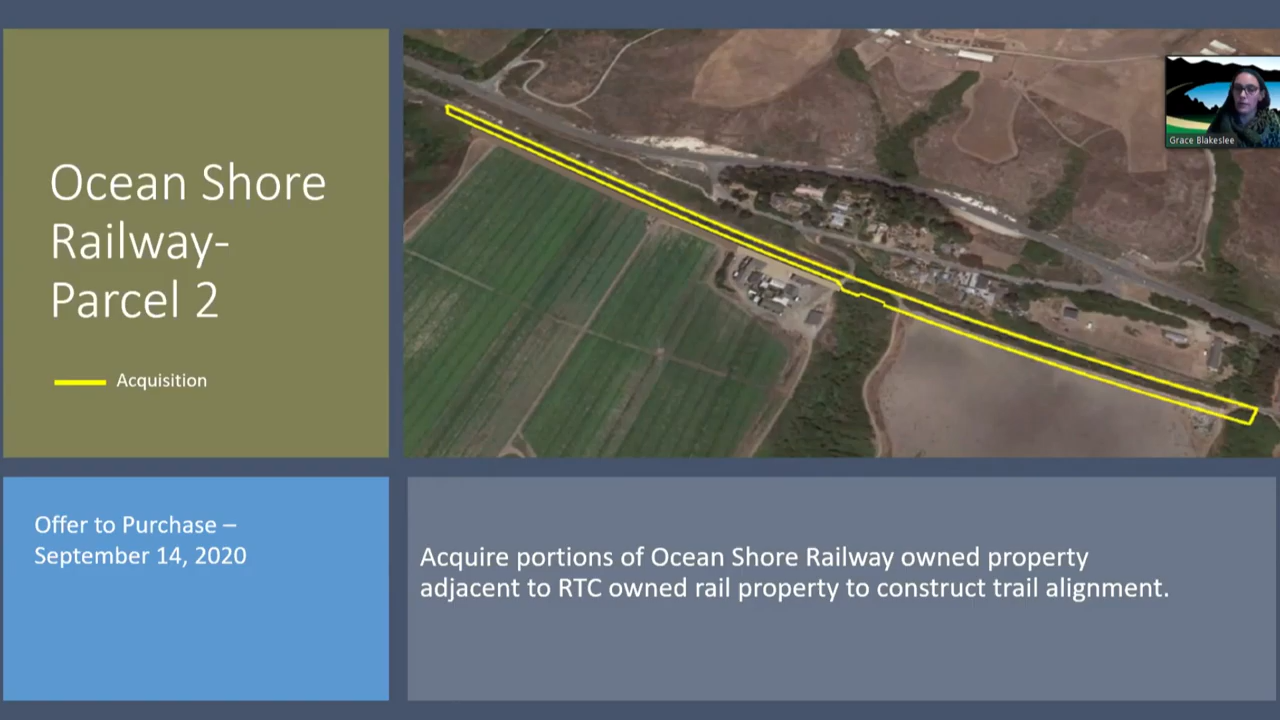 Ocean Shore
Railway-
Parcel 2
Acquisition
Grace Blakeslee
Offer to Purchase –
September 14, 2020
Acquire portions of Ocean Shore Railway owned property
adjacent to RTC owned rail property to construct trail alignment.